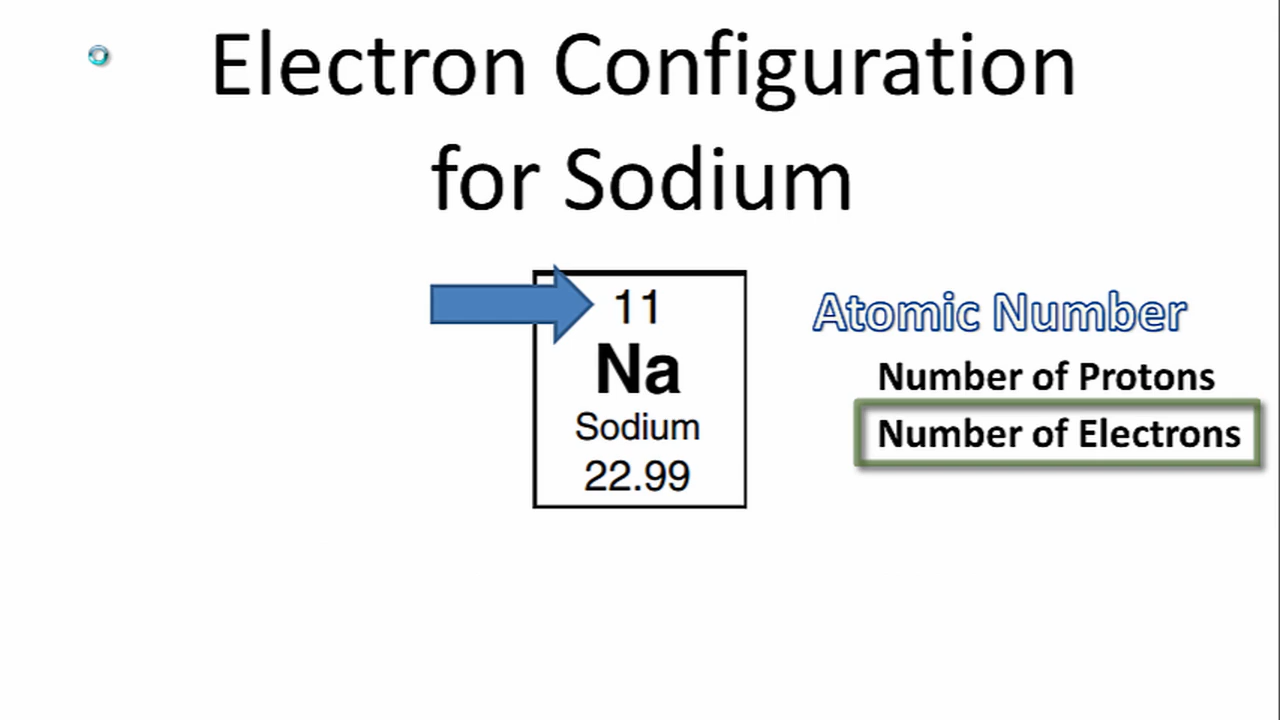 Electron Configuration
for Sodium
11
Na
Sodium
22.99
Atomic Number
Number of Protons
Number of Electrons